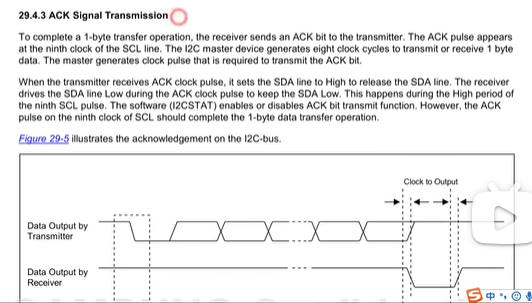 29.4.3 ACK Signal Transmission
To complete a 1-byte transfer operation, the receiver sends an ACK bit to the transmitter. The ACK pulse appears
at the ninth clock of the SCL line. The I2C master device generates eight clock cycles to transmit or receive 1 byte
data. The master generates clock pulse that is required to transmit the ACK bit.
When the transmitter receives ACK clock pulse, it sets the SDA line to High to release the SDA line. The receiver
drives the SDA line Low during the ACK clock pulse to keep the SDA Low. This happens during the High period of
the ninth SCL pulse. The software (I2CSTAT) enables or disables ACK bit transmit function. However, the ACK
pulse on the ninth clock of SCL should complete the 1-byte data transfer operation.
Figure 29-5 illustrates the acknowledgement on the I2C-bus.
Clock to Output
Data Output by
Transmitter
Data Output by
Receiver
S 中